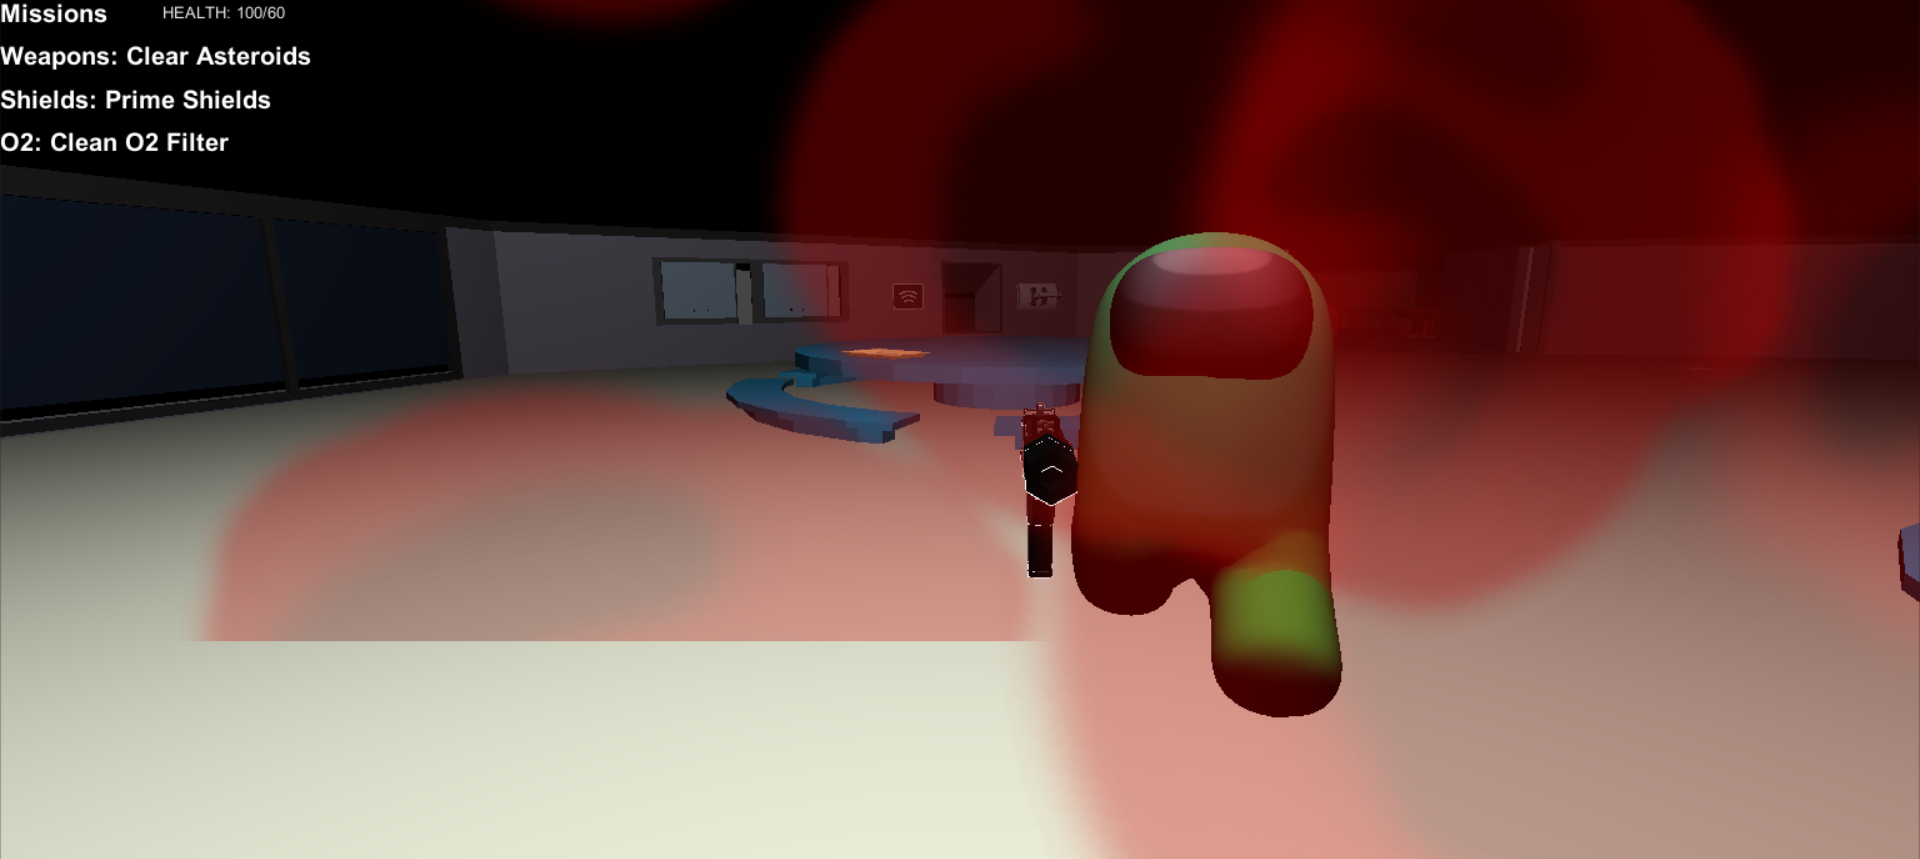 Missions
HEALTH: 100/60
Weapons: Clear Asteroids
Shields: Prime Shields
O2: Clean O2 Filter